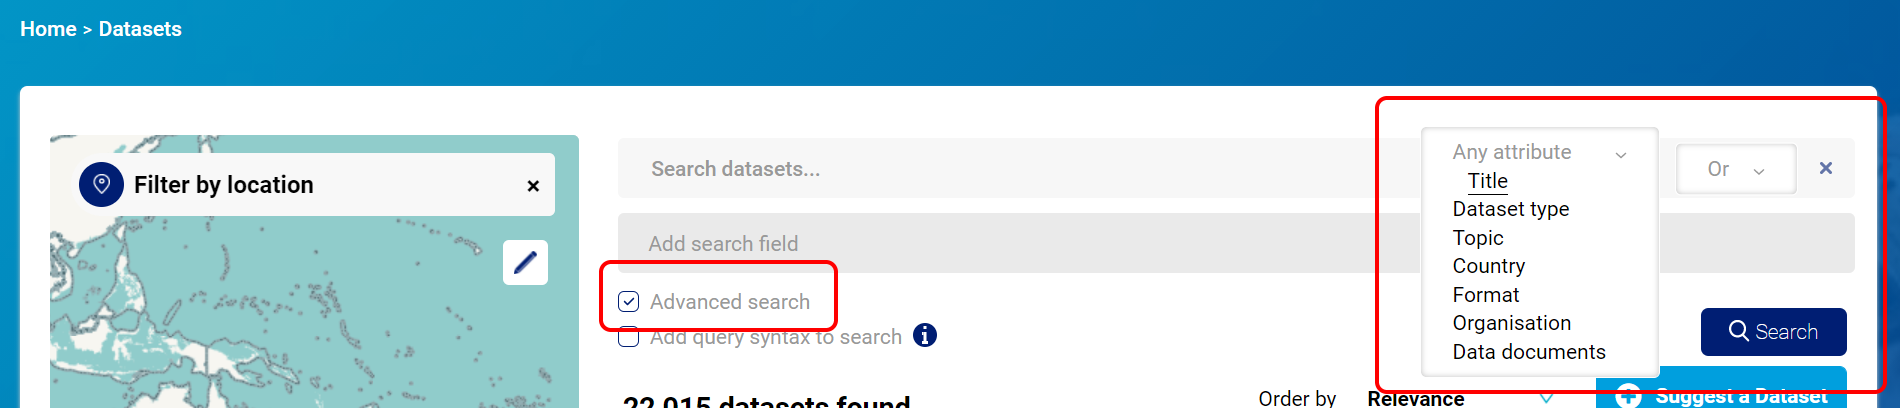 Home > Datasets
Filter by location ×
Search datasets...
Any attribute
Title
Dataset type
Topic
Country
Format
Organisation
Data documents
Or ×
Add search field
Advanced search
Add query syntax to search i
Search
22,015 datasets found
Order by Relevance
Suggest a Dataset